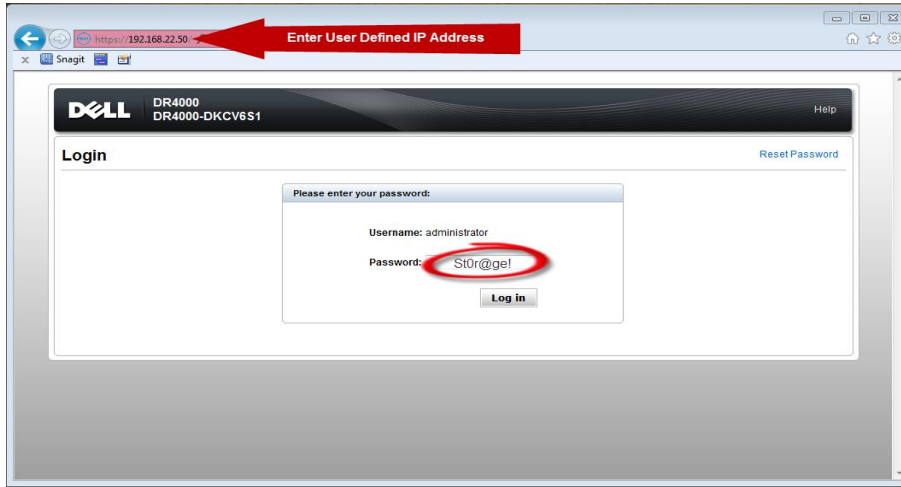 https://192.168.22.50
Enter User Defined IP Address
x Snagit
DELL
DR4000
DR4000-DKCV6S1
Help
Login
Reset Password
Please enter your password:
Username: administrator
Password: St0r@ge!
Log in